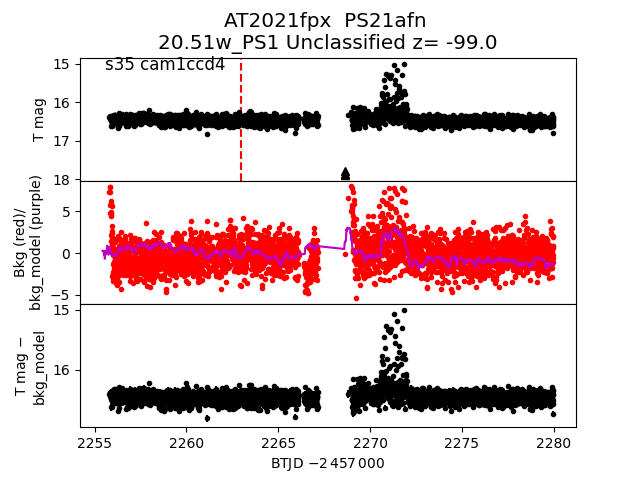 AT2021fpx  PS21afn
20.51w_PS1 Unclassified z= -99.0
s35 cam1ccd4
15
16
17
18
T mag
5
0
−5
Bkg (red)/
bkg_model (purple)
15
16
T mag −
bkg_model
2255
2260
2265
2270
2275
2280
BTJD −2 457 000